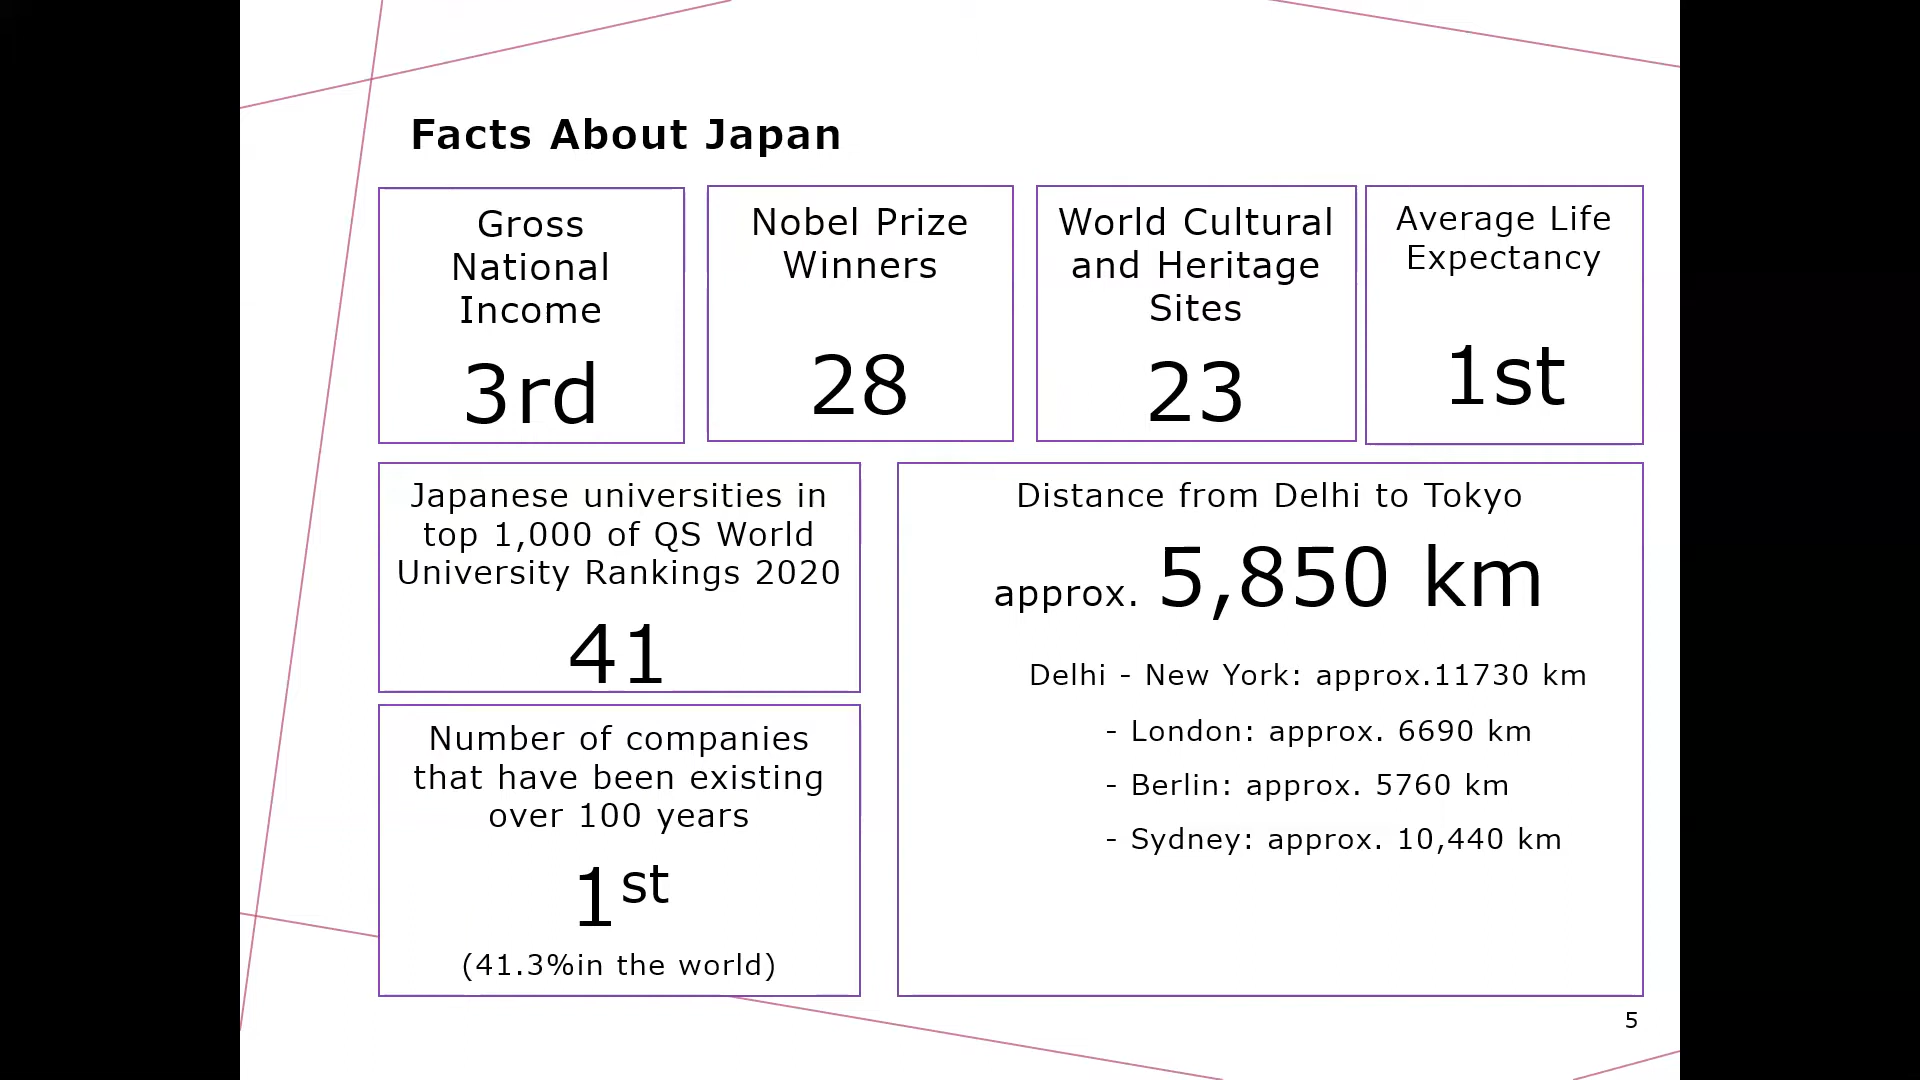 Facts About Japan
Gross
National
Income
3rd
Nobel Prize
Winners
28
World Cultural
and Heritage
Sites
23
Average Life
Expectancy
1st
Japanese universities in
top 1,000 of QS World
University Rankings 2020
41
Number of companies
that have been existing
over 100 years
1st
(41.3%in the world)
Distance from Delhi to Tokyo
approx. 5,850 km
Delhi - New York: approx.11730 km
- London: approx. 6690 km
- Berlin: approx. 5760 km
- Sydney: approx. 10,440 km
5